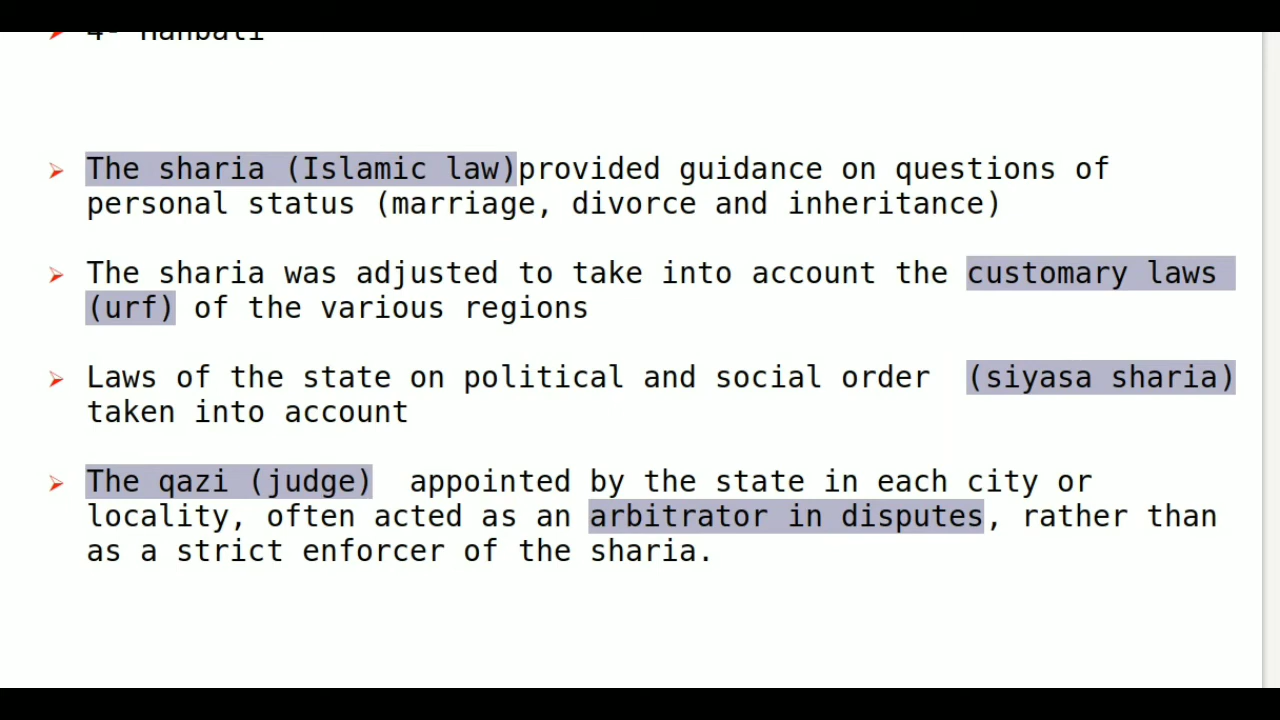 4- Hanbali
The sharia (Islamic law)provided guidance on questions of
personal status (marriage, divorce and inheritance)
The sharia was adjusted to take into account the customary laws
(urf) of the various regions
Laws of the state on political and social order (siyasa sharia)
taken into account
The qazi (judge) appointed by the state in each city or
locality, often acted as an arbitrator in disputes, rather than
as a strict enforcer of the sharia.